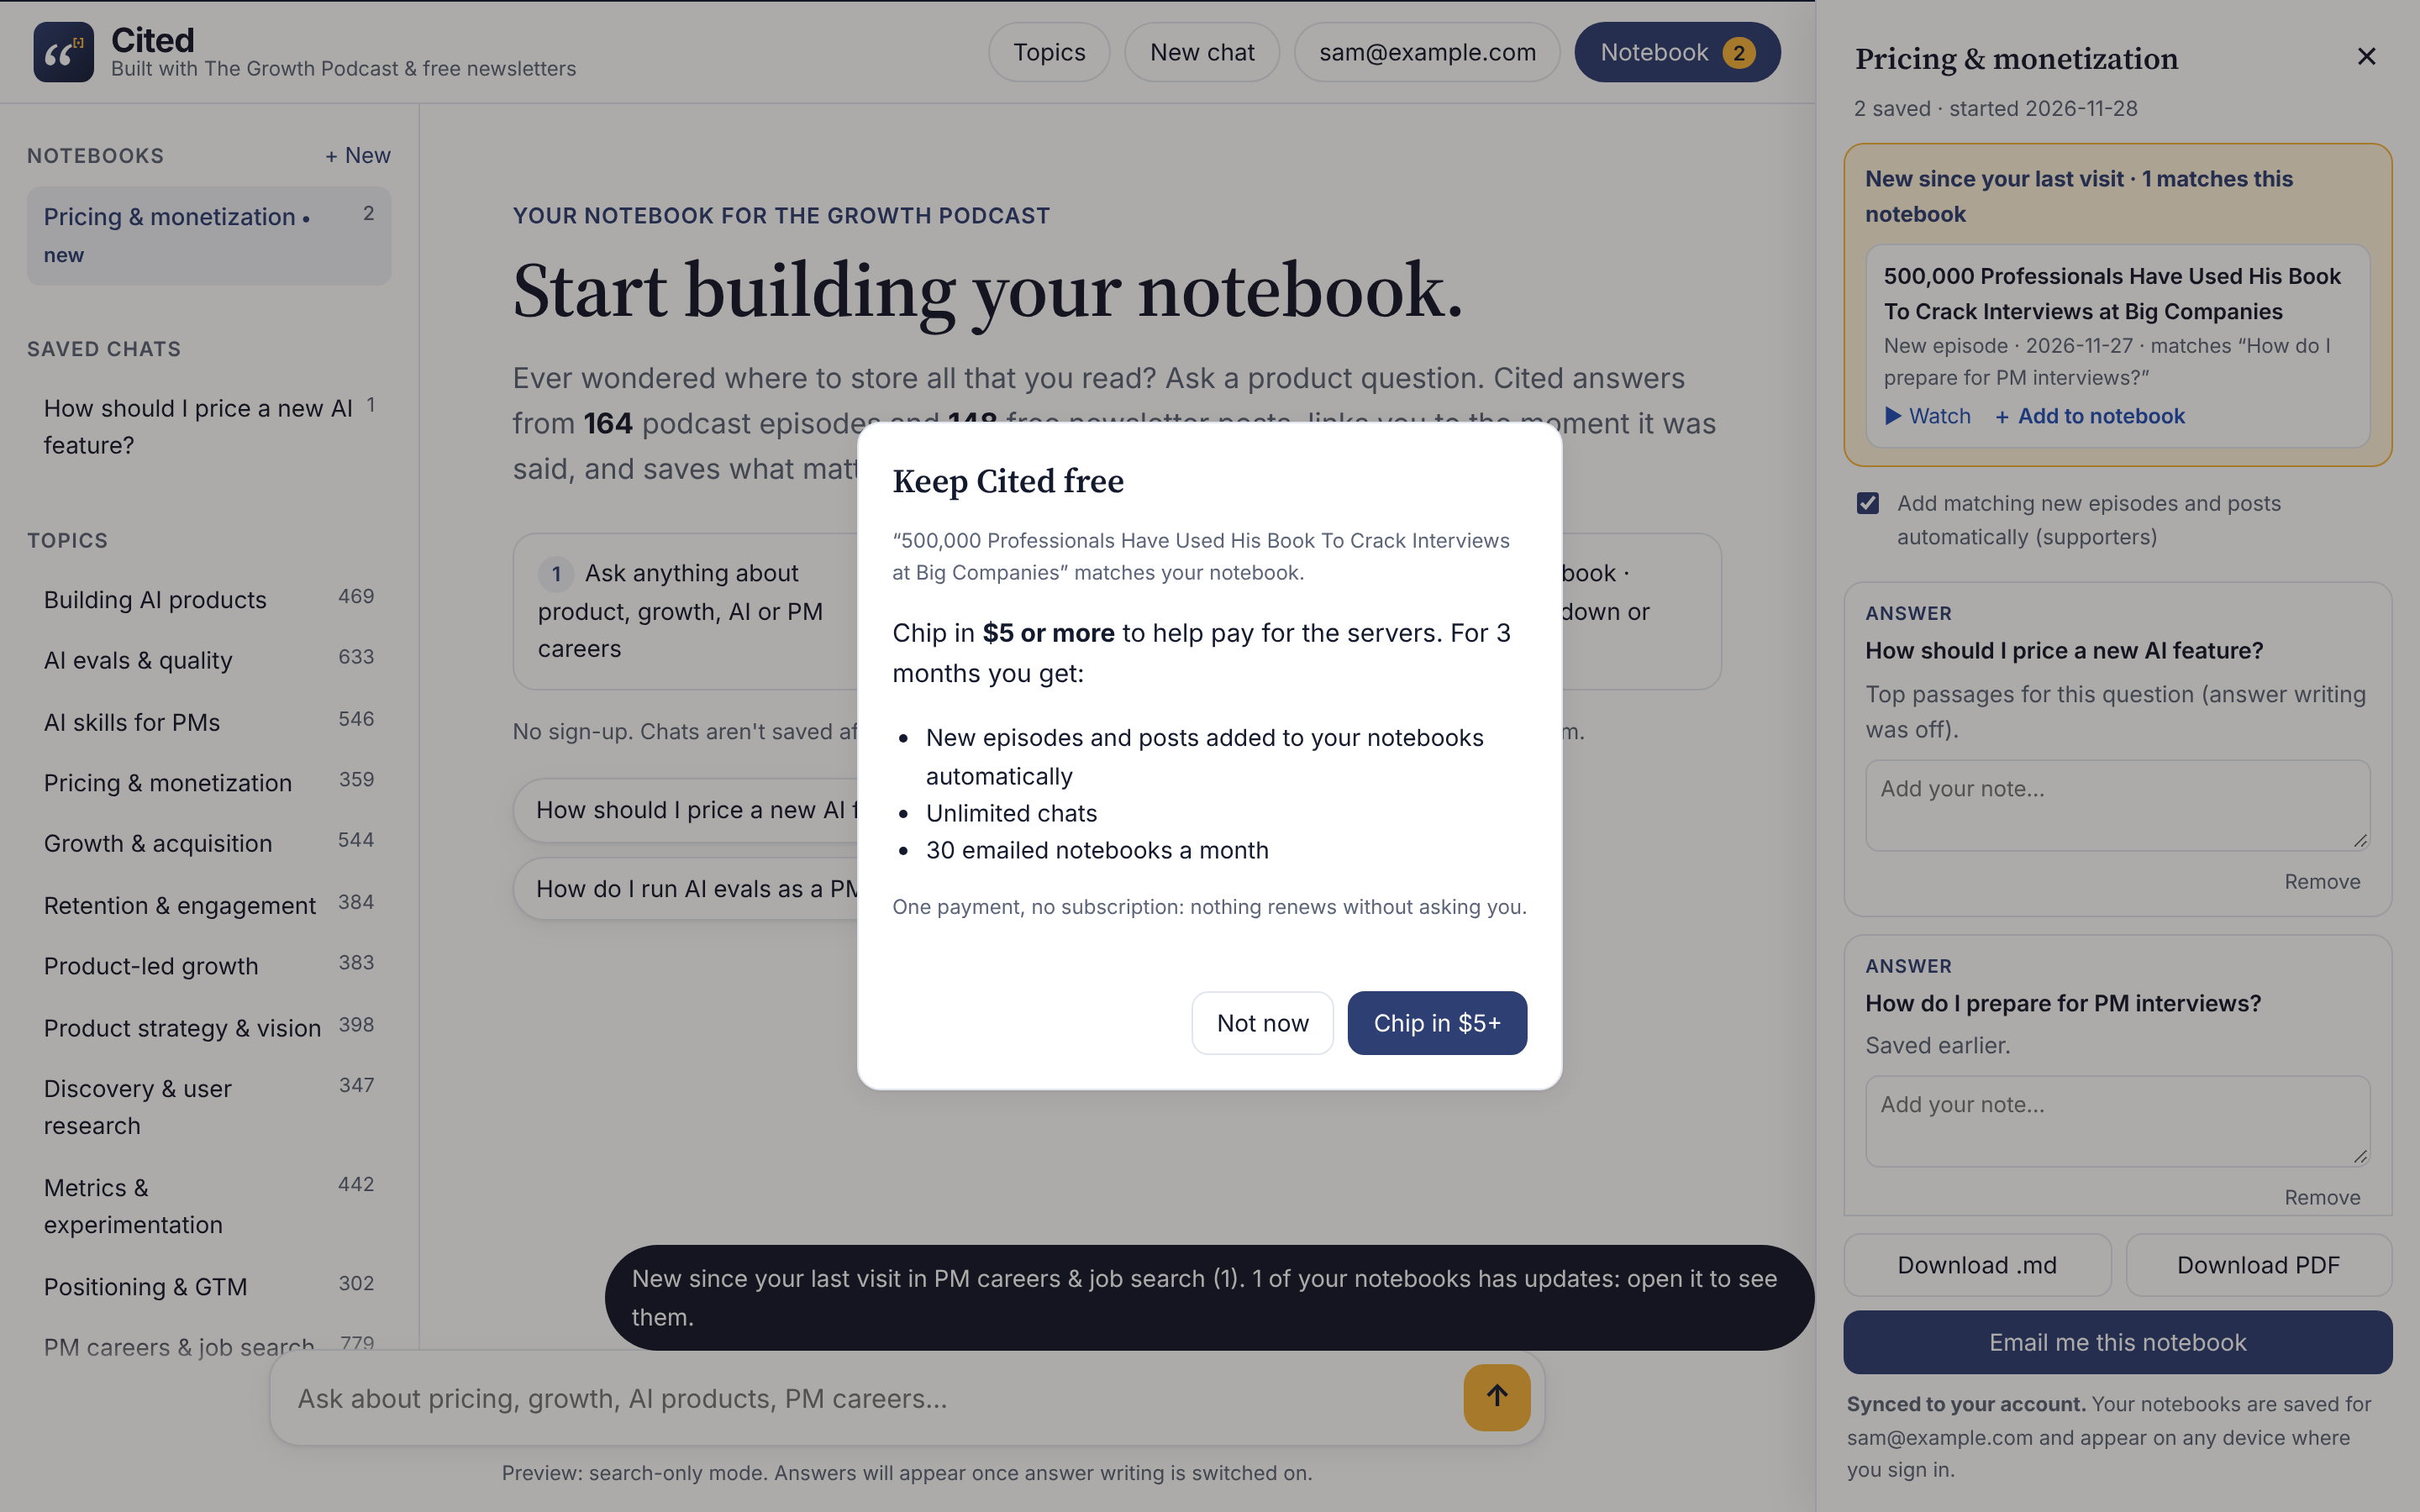 Cited
Built with The Growth Podcast & free newsletters
Topics
New chat
sam@example.com
Notebook 2
NOTEBOOKS
+ New
Pricing & monetization •
new
2
SAVED CHATS
How should I price a new AI
feature?
1
TOPICS
Building AI products 469
AI evals & quality 633
AI skills for PMs 546
Pricing & monetization 359
Growth & acquisition 544
Retention & engagement 384
Product-led growth 383
Product strategy & vision 398
Discovery & user
research
347
Metrics &
experimentation
442
Positioning & GTM 302
PM careers & job search 779
YOUR NOTEBOOK FOR THE GROWTH PODCAST
Start building your notebook.
Ever wondered where to store all that you read? Ask a product question. Cited answers
from 164 podcast episodes and 148 free newsletter posts, links you to the moment it was
said, and saves what matt
1 Ask anything about
product, growth, AI or PM
careers
book ·
down or
No sign-up. Chats aren't saved af
m.
How should I price a new AI f
How do I run AI evals as a PM
Keep Cited free
“500,000 Professionals Have Used His Book To Crack Interviews
at Big Companies” matches your notebook.
Chip in $5 or more to help pay for the servers. For 3
months you get:
• New episodes and posts added to your notebooks
automatically
• Unlimited chats
• 30 emailed notebooks a month
One payment, no subscription: nothing renews without asking you.
Not now
Chip in $5+
New since your last visit in PM careers & job search (1). 1 of your notebooks has updates: open it to see
them.
Ask about pricing, growth, AI products, PM careers...
Preview: search-only mode. Answers will appear once answer writing is switched on.
Pricing & monetization
2 saved · started 2026-11-28
New since your last visit · 1 matches this
notebook
500,000 Professionals Have Used His Book
To Crack Interviews at Big Companies
New episode · 2026-11-27 · matches “How do I
prepare for PM interviews?”
▶ Watch + Add to notebook
Add matching new episodes and posts
automatically (supporters)
ANSWER
How should I price a new AI feature?
Top passages for this question (answer writing
was off).
Add your note...
Remove
ANSWER
How do I prepare for PM interviews?
Saved earlier.
Add your note...
Remove
Download .md
Download PDF
Email me this notebook
Synced to your account. Your notebooks are saved for
sam@example.com and appear on any device where
you sign in.